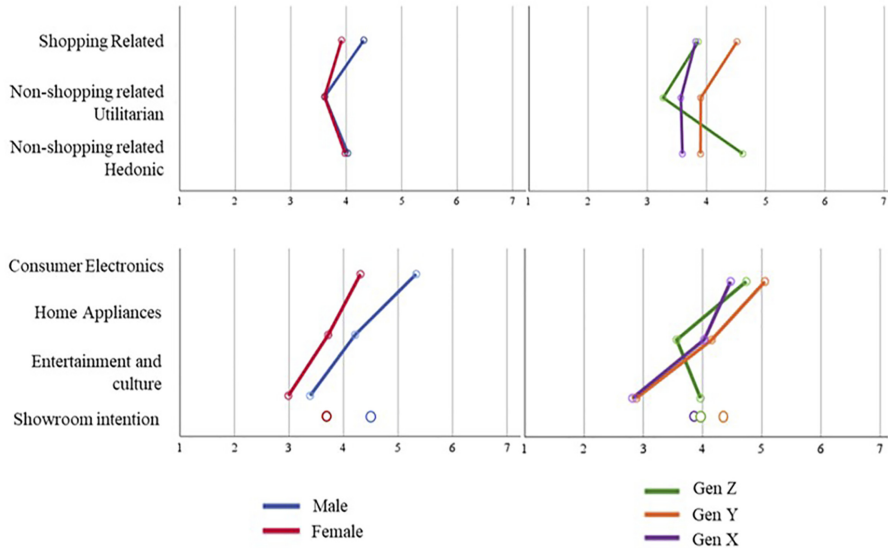 Shopping Related
Non-shopping related
Utilitarian
Non-shopping related
Hedonic
1 2 3 4 5 6 7
1 2 3 4 5 6 7
Consumer Electronics
Home Appliances
Entertainment and
culture
Showroom intention
1 2 3 4 5 6 7
1 2 3 4 5 6 7
Male
Female
Gen Z
Gen Y
Gen X